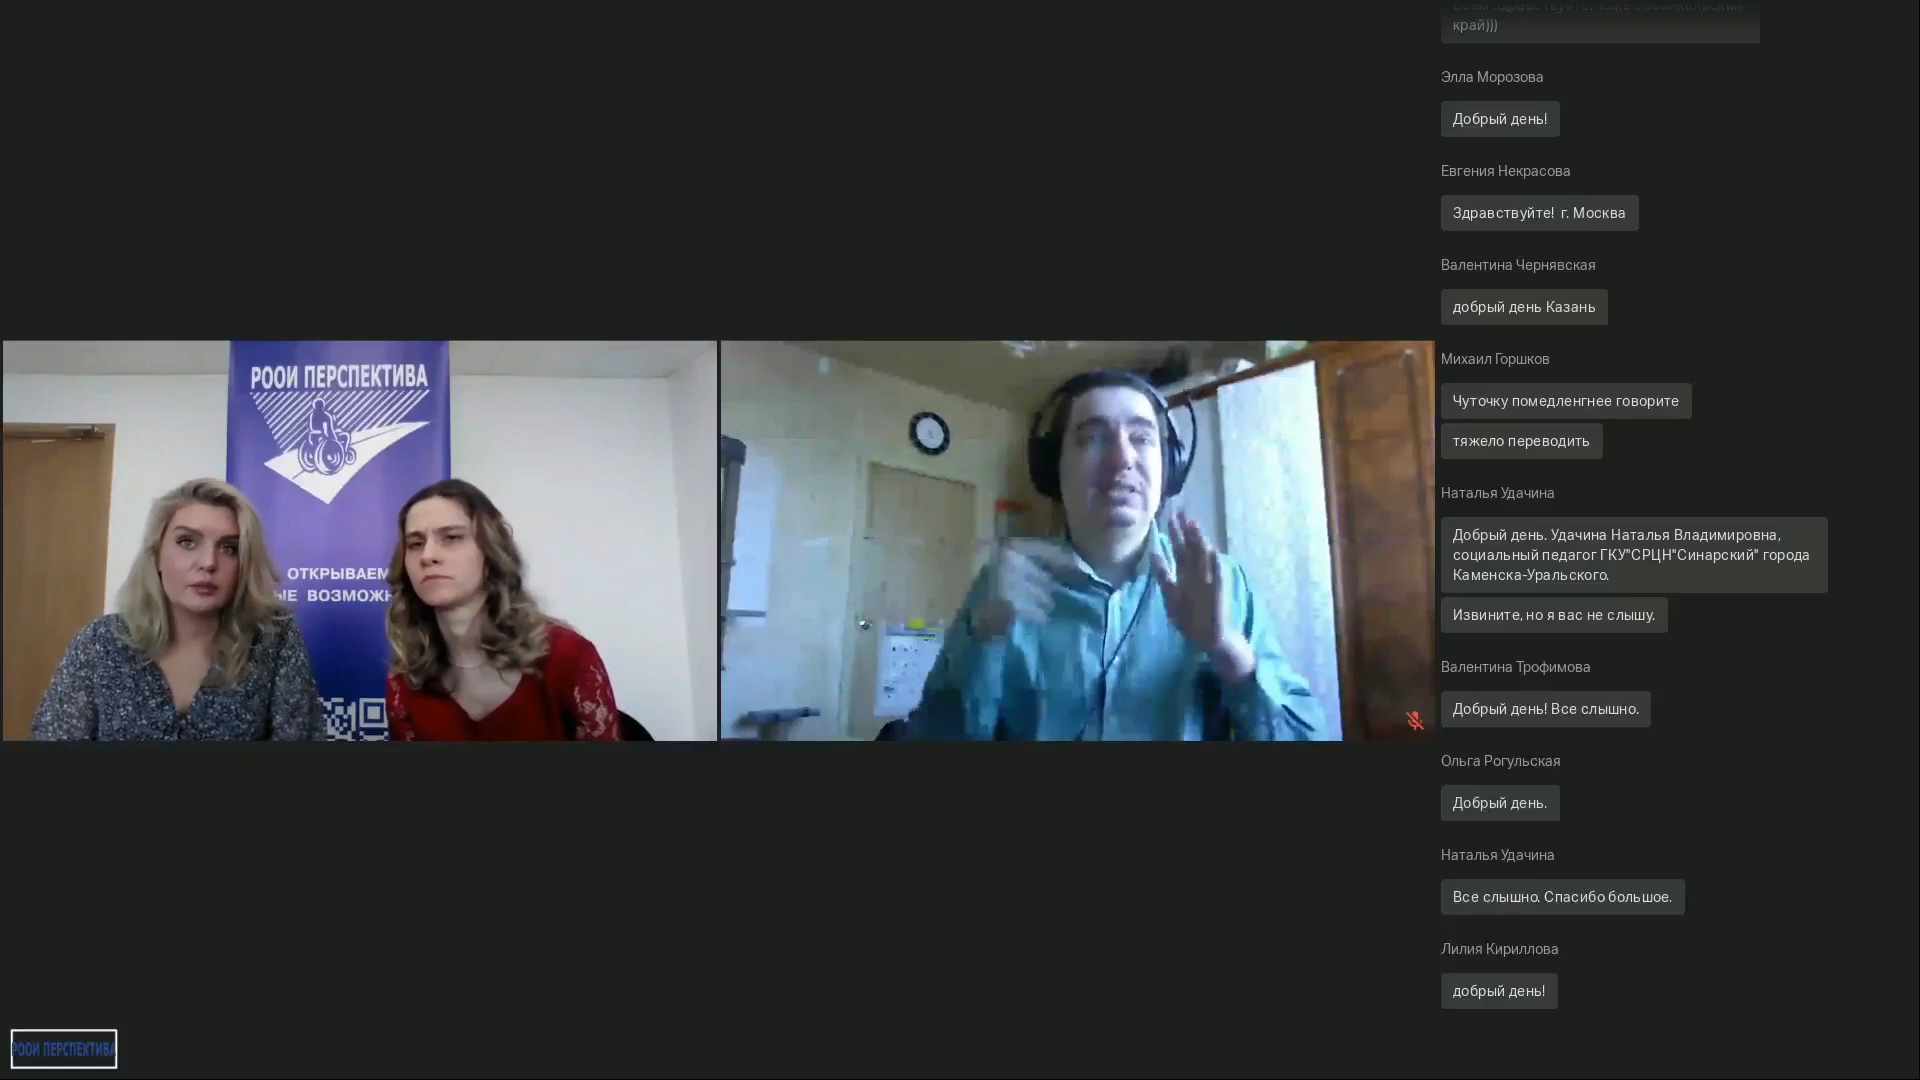 край)))
Элла Морозова
Добрый день!
Евгения Некрасова
Здравствуйте! г. Москва
Валентина Чернявская
добрый день Казань
Михаил Горшков
Чуточку помедленгнее говорите
тяжело переводить
Наталья Удачина
Добрый день. Удачина Наталья Владимировна,
социальный педагог ГКУ"СРЦН"Синарский" города
Каменска-Уральского.
Извините, но я вас не слышу.
Валентина Трофимова
Добрый день! Все слышно.
Ольга Рогульская
Добрый день.
Наталья Удачина
Все слышно. Спасибо большое.
Лилия Кириллова
добрый день!
РООИ ПЕРСПЕКТИВА
ОТКРЫВАЕМ
ЫЕ ВОЗМОЖН
РООИ ПЕРСПЕКТИВА